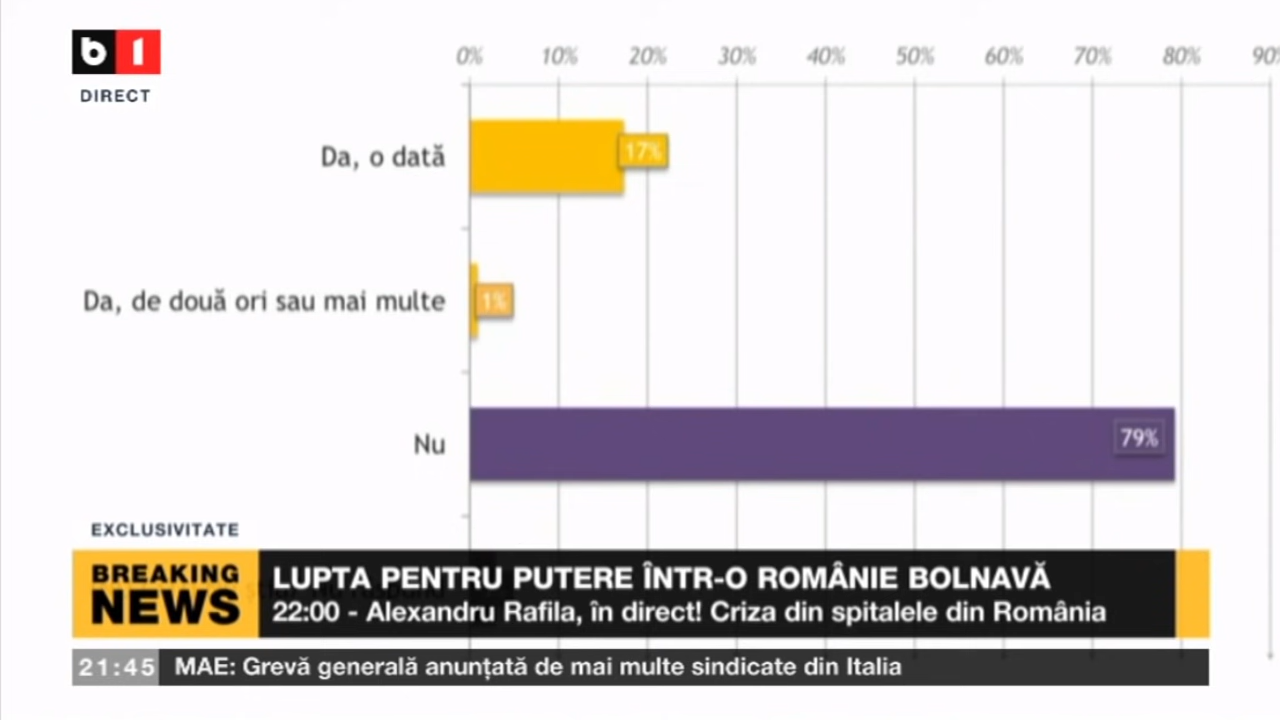 b1
DIRECT
0% 10% 20% 30% 40% 50% 60% 70% 80% 90%
Da, o dată
17%
Da, de două ori sau mai multe
1%
Nu
79%
EXCLUSIVITATE
BREAKING
NEWS
LUPTA PENTRU PUTERE ÎNTR-O ROMÂNIE BOLNAVĂ
22:00 - Alexandru Rafila, în direct! Criza din spitalele din România
21:45 MAE: Grevă generală anunțată de mai multe sindicate din Italia